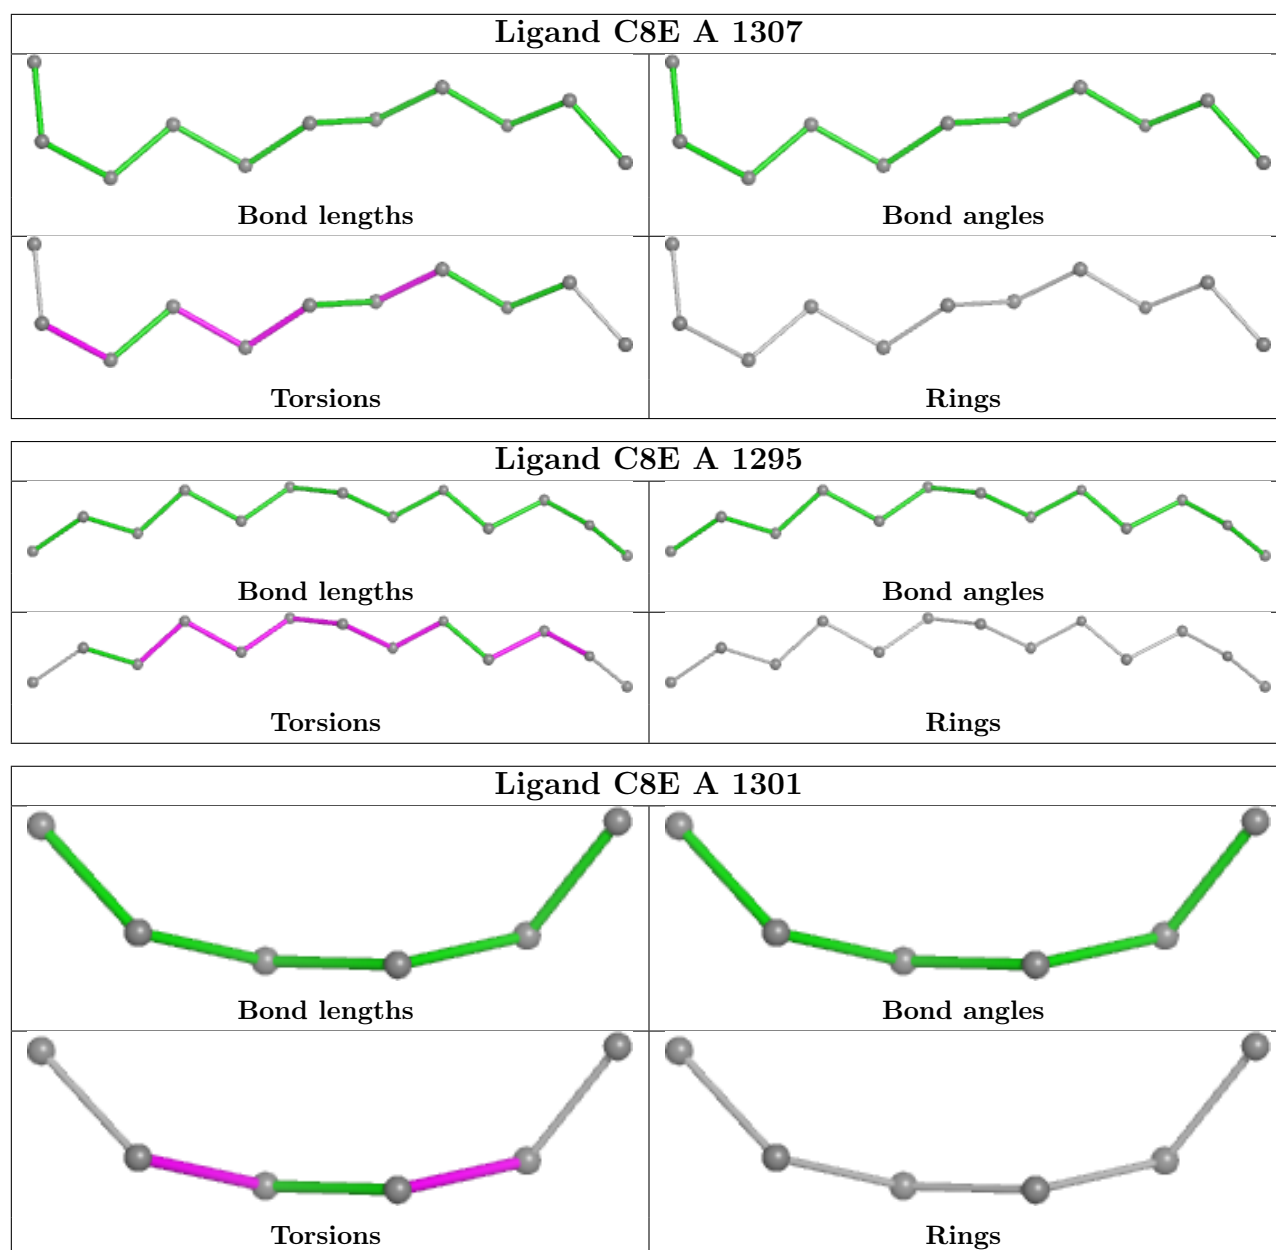 Ligand C8E A 1307
Bond lengths
Bond angles
Torsions
Rings
Ligand C8E A 1295
Bond lengths
Bond angles
Torsions
Rings
Ligand C8E A 1301
Bond lengths
Bond angles
Torsions
Rings